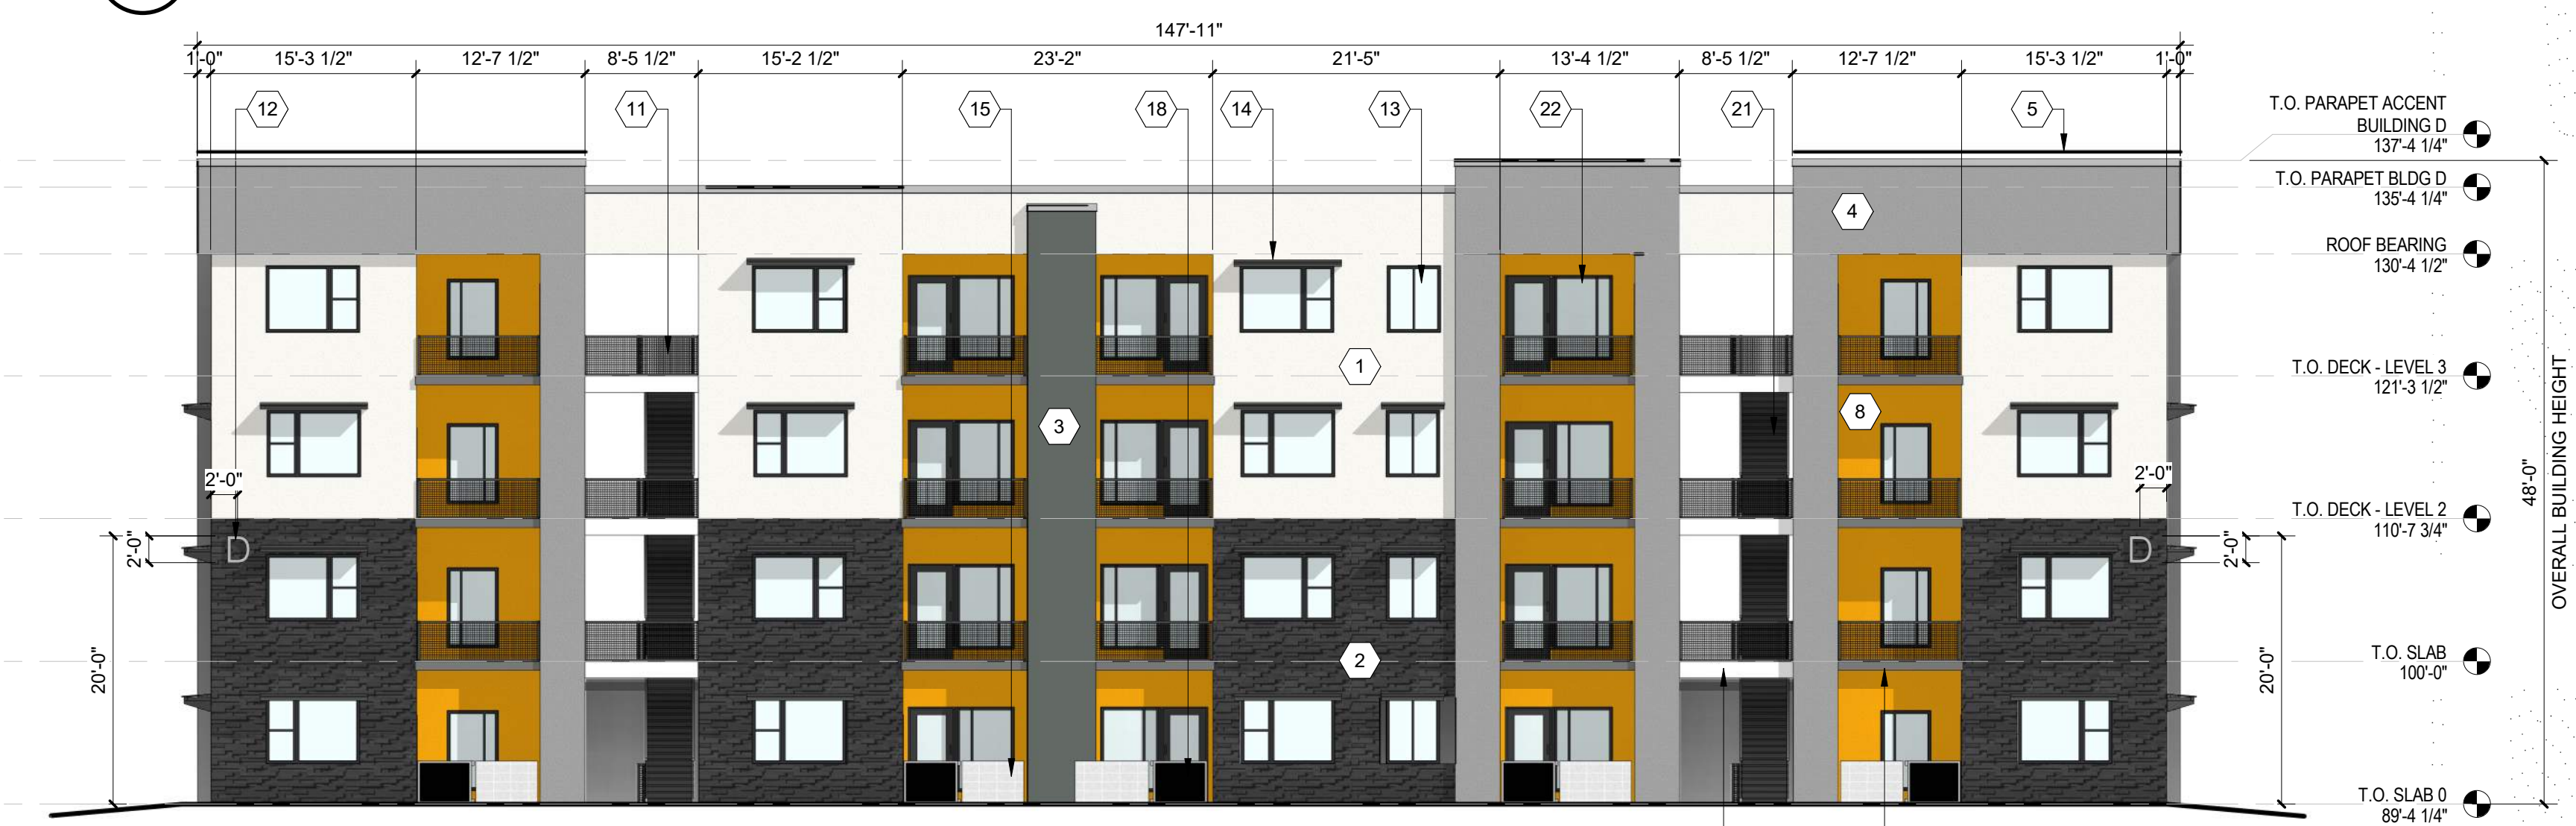 147'-11"
1'-0" 15'-3 1/2" 12'-7 1/2" 8'-5 1/2" 15'-2 1/2" 23'-2" 21'-5" 13'-4 1/2" 8'-5 1/2" 12'-7 1/2" 15'-3 1/2" 1'-0"
12 11 15 18 14 13 22 21 5
T.O. PARAPET ACCENT
BUILDING D
137'-4 1/4"
T.O. PARAPET BLDG D
135'-4 1/4"
4
ROOF BEARING
130'-4 1/2"
1
T.O. DECK - LEVEL 3
121'-3 1/2"
3
8
2'-0"
2'-0"
48'-0"
OVERALL BUILDING HEIGHT
T.O. DECK - LEVEL 2
110'-7 3/4"
2'-0"
D
D
2'-0"
20'-0"
2
20'-0"
T.O. SLAB
100'-0"
T.O. SLAB 0
89'-4 1/4"